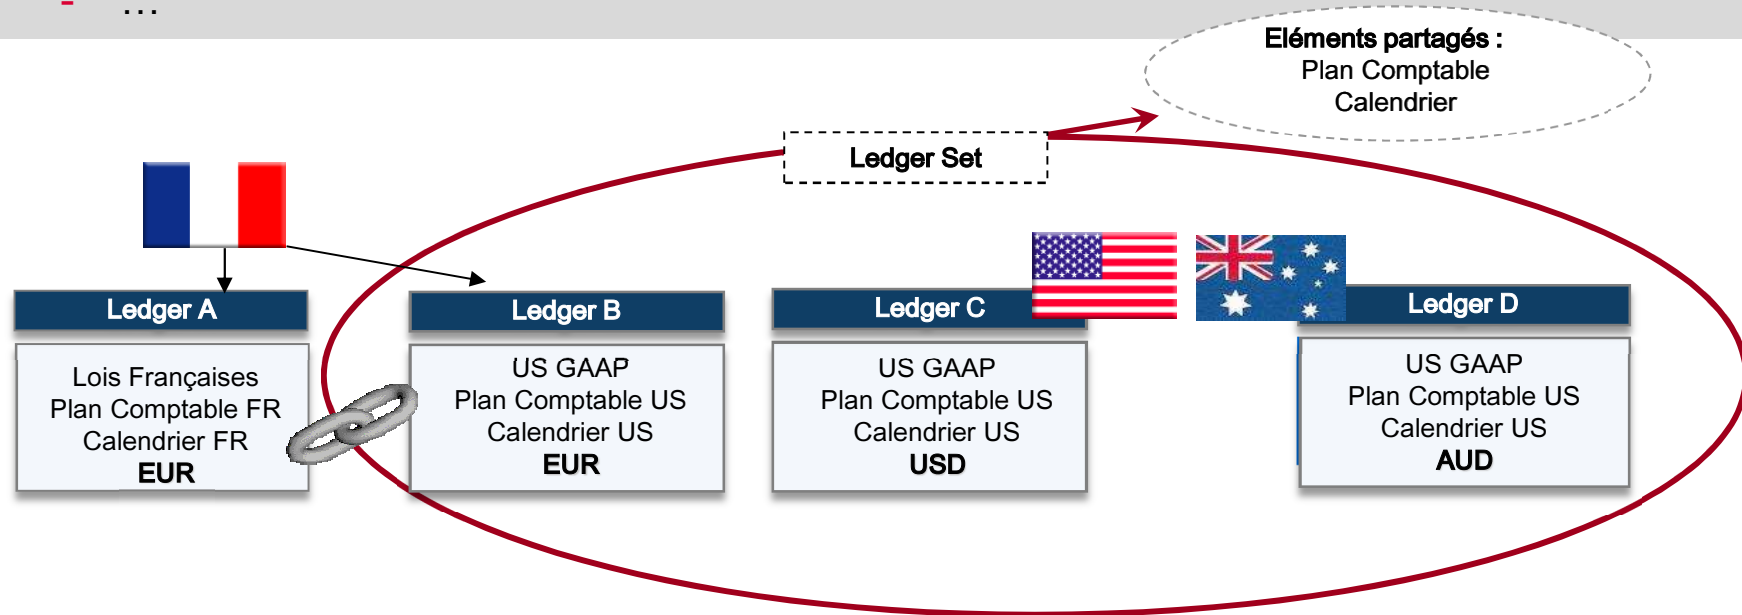 - ...
Eléments partagés :
Plan Comptable
Calendrier
Ledger Set
Ledger A
Lois Françaises
Plan Comptable FR
Calendrier FR
EUR
Ledger B
US GAAP
Plan Comptable US
Calendrier US
EUR
Ledger C
US GAAP
Plan Comptable US
Calendrier US
USD
Ledger D
US GAAP
Plan Comptable US
Calendrier US
AUD